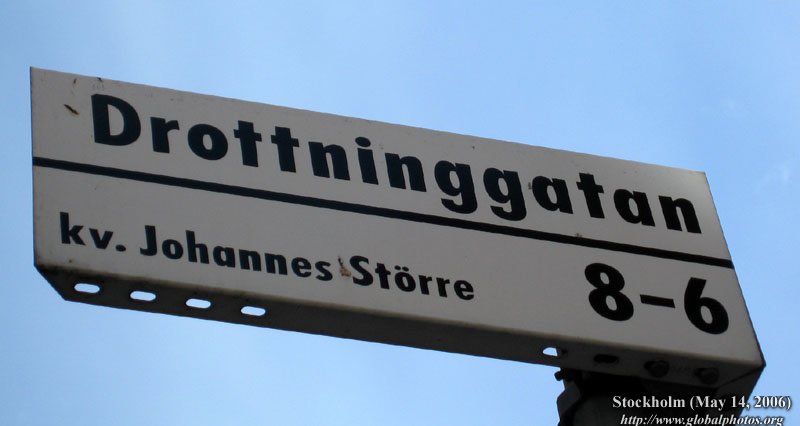 Drottninggatan
kv. Johannes Större
8-6
Stockholm (May 14, 2006)
http://www.globalphotos.org